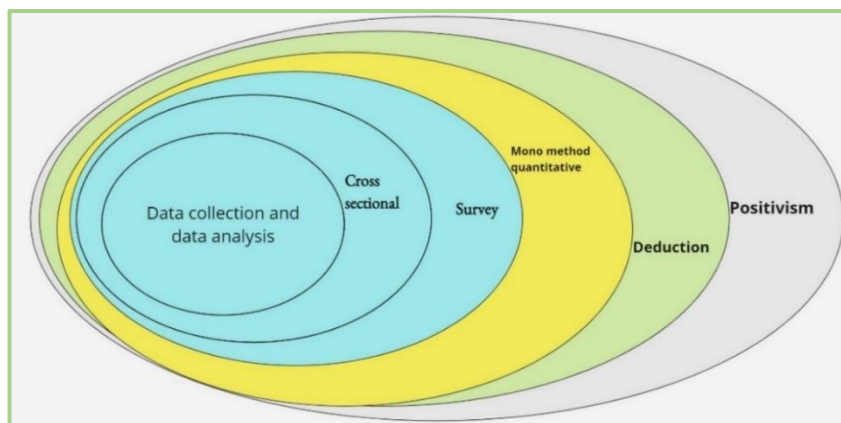 Data collection and
data analysis
Cross
sectional
Survey
Mono method
quantitative
Deduction
Positivism